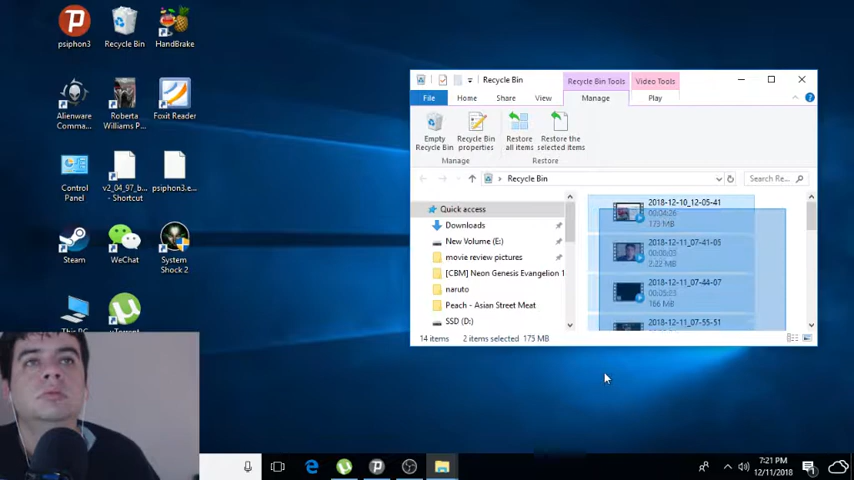 psiphon3
Recycle Bin
HandBrake
Alienware
Comma...
Roberta
Williams P...
Foxit Reader
Control
Panel
v2_04_97_b...
- Shortcut
psiphon3.e...
Steam
WeChat
System
Shock 2
This PC
uTorrent
Recycle Bin
Recycle Bin Tools
Video Tools
File
Home
Share
View
Manage
Play
Empty
Recycle Bin
Recycle Bin
properties
Restore
all items
Restore the
selected items
Manage
Restore
Recycle Bin
Search Re...
Quick access
Downloads
New Volume (E:)
movie review pictures
[CBM] Neon Genesis Evangelion 1
naruto
Peach - Asian Street Meat
SSD (D:)
2018-12-10_12-05-41
00:04:26
173 MB
2018-12-11_07-41-05
00:00:05
2.22 MB
2018-12-11_07-44-07
00:05:23
166 MB
2018-12-11_07-55-51
14 items
2 items selected 173 MB
7:21 PM
12/11/2018